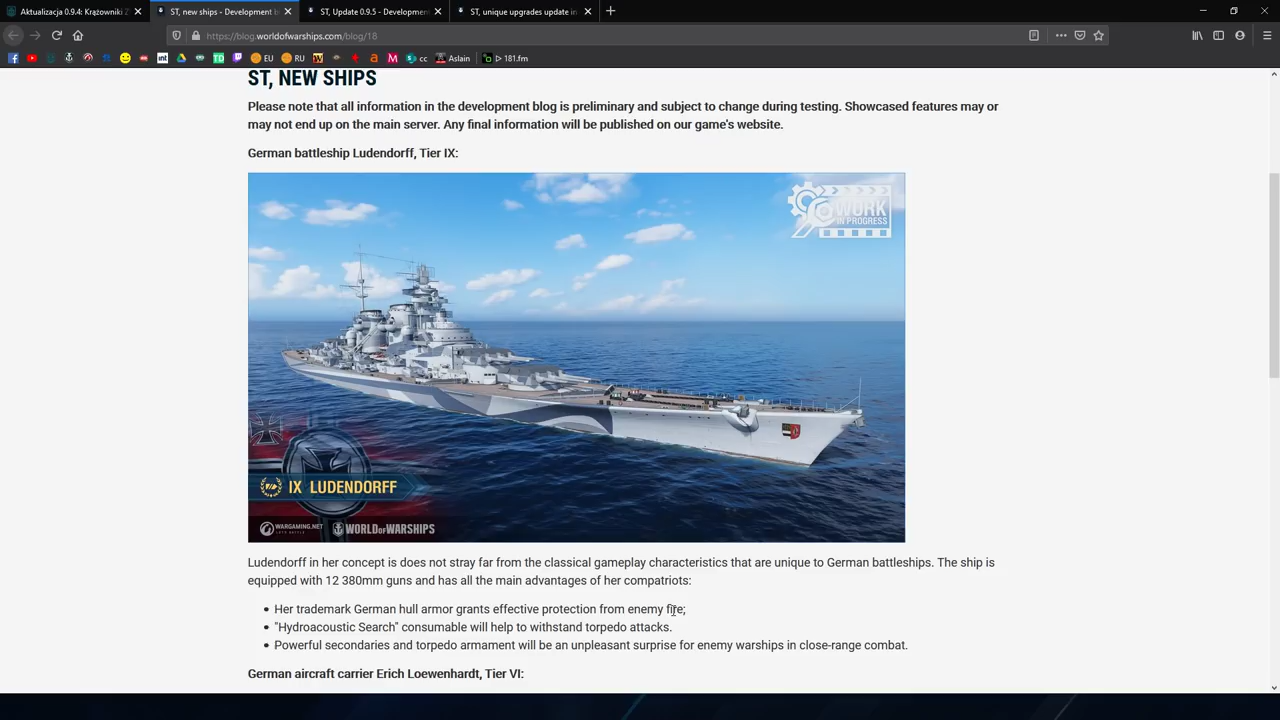 Aktualizacja 0.9.4: Krążowniki Z
ST, new ships - Development b
ST, Update 0.9.5 - Development
ST, unique upgrades update in
https://blog.worldofwarships.com/blog/18
int
TD
EU
RU
a
M
cc
Aslain
181.fm
ST, NEW SHIPS
Please note that all information in the development blog is preliminary and subject to change during testing. Showcased features may or
may not end up on the main server. Any final information will be published on our game's website.
German battleship Ludendorff, Tier IX:
WORK
IN PROGRESS
IX LUDENDORFF
WARGAMING.NET
LET'S BATTLE
WORLD OF WARSHIPS
Ludendorff in her concept is does not stray far from the classical gameplay characteristics that are unique to German battleships. The ship is
equipped with 12 380mm guns and has all the main advantages of her compatriots:
• Her trademark German hull armor grants effective protection from enemy fire;
• "Hydroacoustic Search" consumable will help to withstand torpedo attacks.
• Powerful secondaries and torpedo armament will be an unpleasant surprise for enemy warships in close-range combat.
German aircraft carrier Erich Loewenhardt, Tier VI: